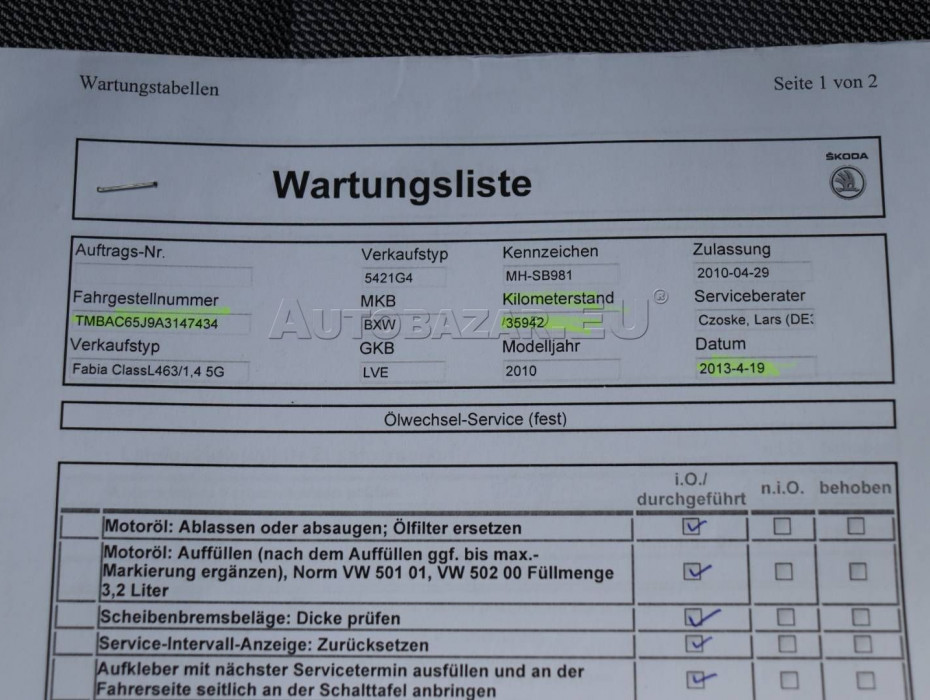 Wartungstabellen
Seite 1 von 2
Wartungsliste
ŠKODA
Auftrags-Nr.
Verkaufstyp
Kennzeichen
Zulassung
5421G4
MH-SB981
2010-04-29
Fahrgestellnummer
MKB
Kilometerstand
Serviceberater
TMBAC65J9A3147434
BXW
/35942/
Czoske, Lars (DE:
AUTOBAZAR.EU®
Verkaufstyp
GKB
Modelljahr
Datum
Fabia ClassL463/1,4 5G
LVE
2010
2013-4-19
Ölwechsel-Service (fest)
i.O./
durchgeführt
n.i.O.
behoben
Motoröl: Ablassen oder absaugen; Ölfilter ersetzen
Motoröl: Auffüllen (nach dem Auffüllen ggf. bis max.-
Markierung ergänzen), Norm VW 501 01, VW 502 00 Füllmenge
3,2 Liter
Scheibenbremsbeläge: Dicke prüfen
Service-Intervall-Anzeige: Zurücksetzen
Aufkleber mit nächster Servicetermin ausfüllen und an der
Fahrerseite seitlich an der Schalttafel anbringen